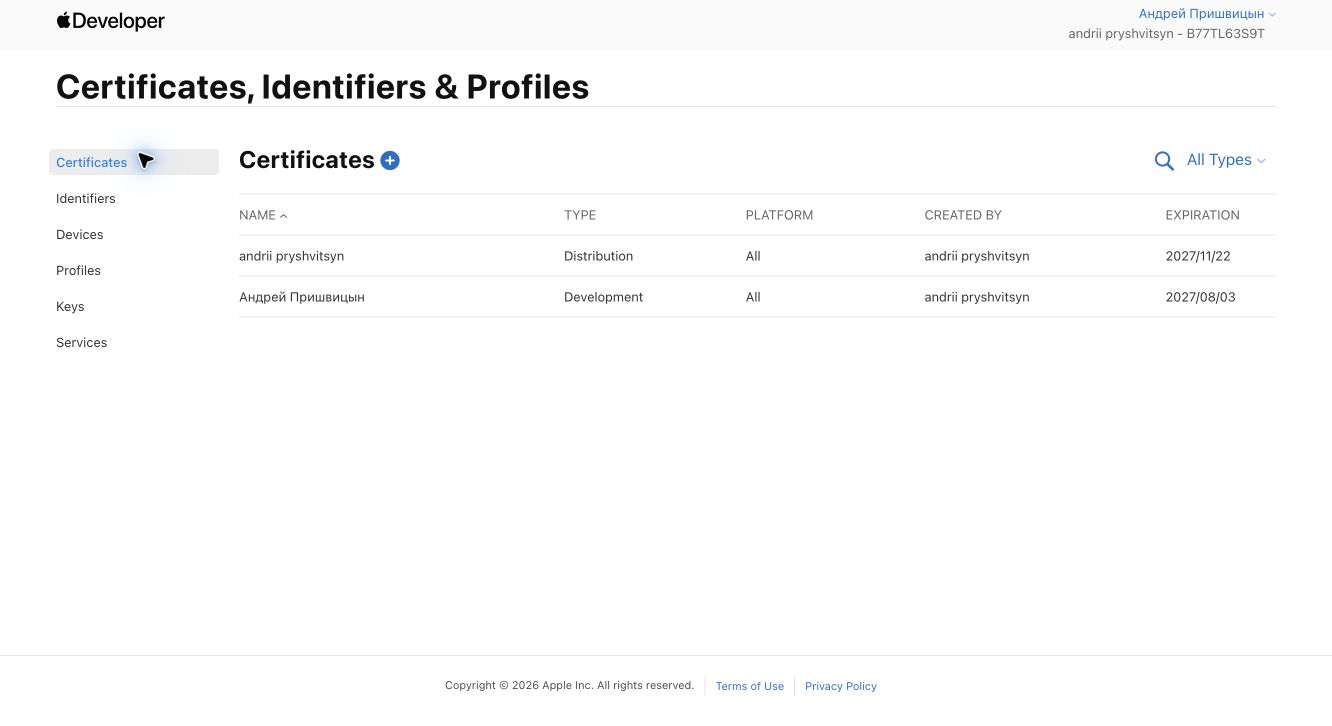 Developer
Андрей Пришвицын
andrii pryshvitsyn - B77TL63S9T
Certificates, Identifiers & Profiles
Certificates
Identifiers
Devices
Profiles
Keys
Services
Certificates
All Types
NAME TYPE PLATFORM CREATED BY EXPIRATION
andrii pryshvitsyn Distribution All andrii pryshvitsyn 2027/11/22
Андрей Пришвицын Development All andrii pryshvitsyn 2027/08/03
Copyright © 2026 Apple Inc. All rights reserved. Terms of Use Privacy Policy